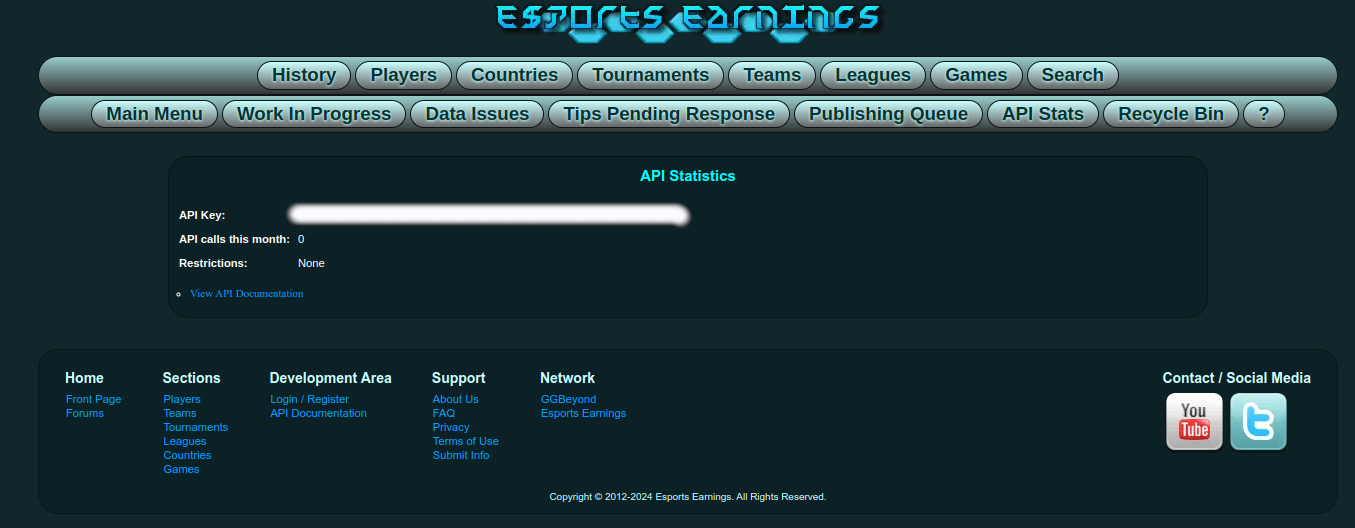 ESPORTS EARNINGS
History Players Countries Tournaments Teams Leagues Games Search
Main Menu Work In Progress Data Issues Tips Pending Response Publishing Queue API Stats Recycle Bin ?
API Statistics
API Key:
API calls this month: 0
Restrictions: None
View API Documentation
Home Sections Development Area Support Network Contact / Social Media
Front Page Players Login / Register About Us GGBeyond
Forums Teams API Documentation FAQ Esports Earnings
Tournaments Privacy
Leagues Terms of Use
Countries Submit Info
Games
You
Tube
Copyright © 2012-2024 Esports Earnings. All Rights Reserved.